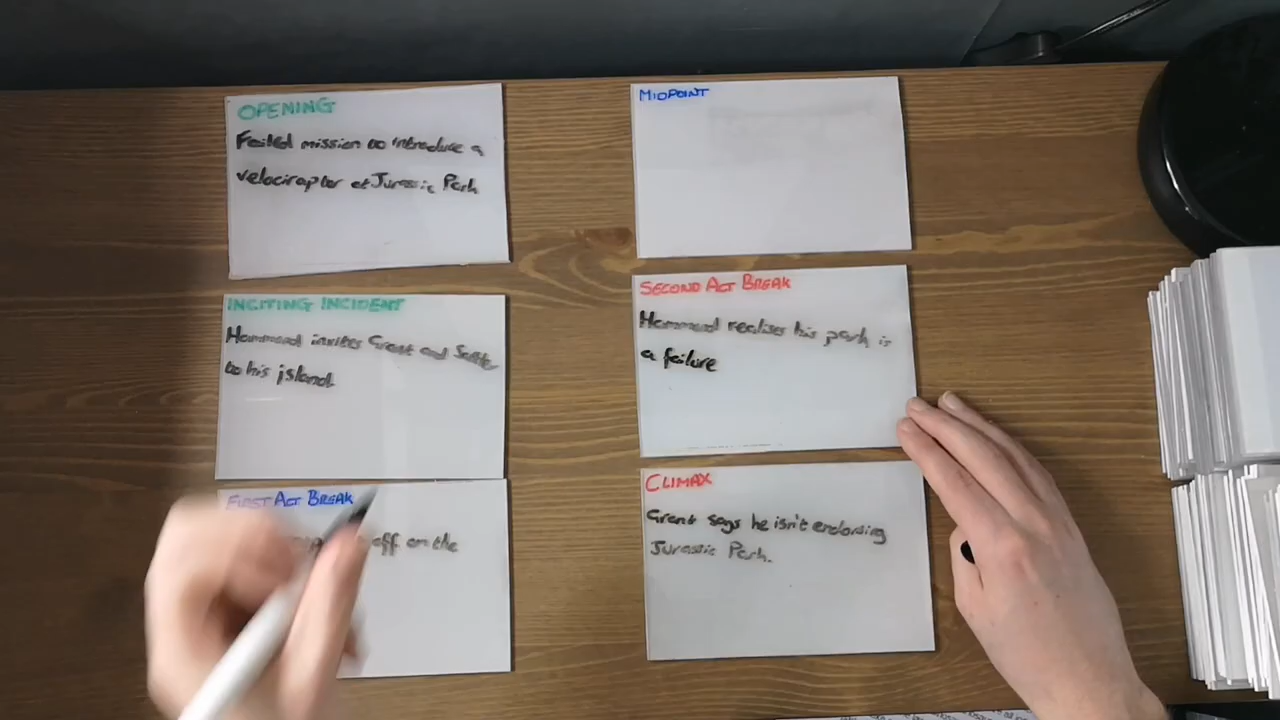 OPENING
Failed mission to introduce a
velociraptor at Jurassic Park
INCITING INCIDENT
Hammond invites Grant and Sattler
to his island.
FIRST ACT BREAK
off on the
MIDPOINT
SECOND ACT BREAK
Hammond realises his park is
a failure
CLIMAX
Grant says he isn't endorsing
Jurassic Park.